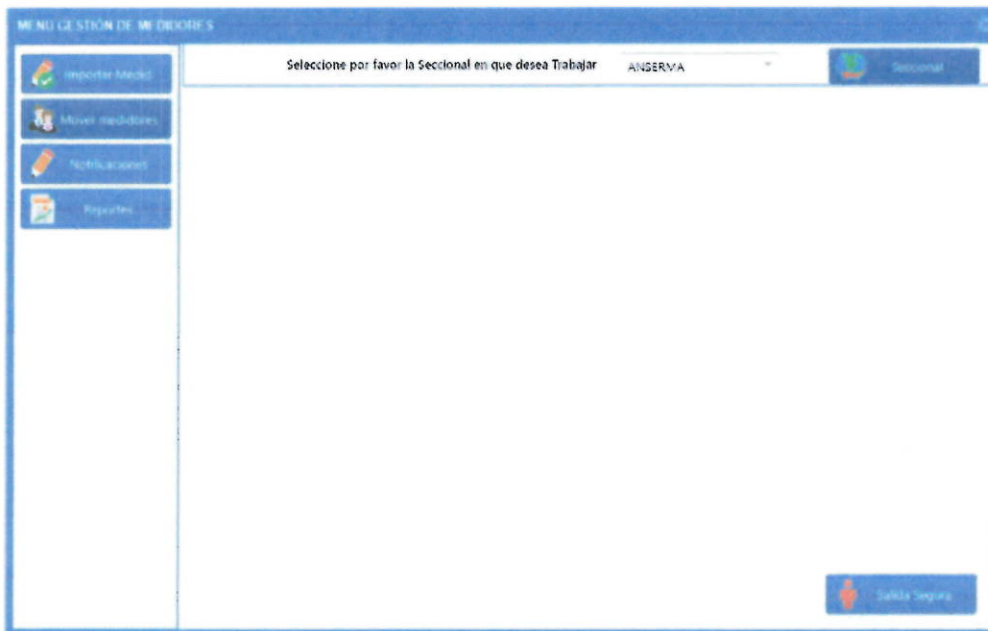 MENU GESTIÓN DE MEDIDORES
Seleccione por favor la Seccional en que desea Trabajar ANSERMA Seccional
Importar Medid
Mover medidores
Notificaciones
Reportes
Salida Segura